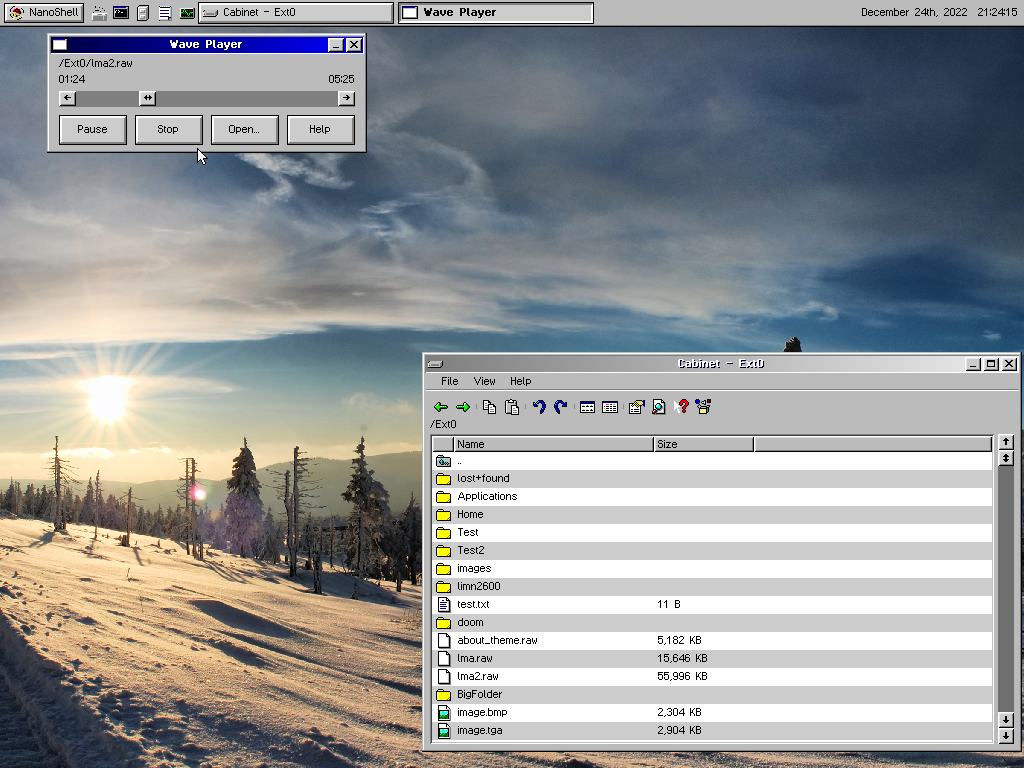 NanoShell
Cabinet - Ext0
Wave Player
December 24th, 2022 21:24:15
Wave Player
/Ext0/lma2.raw
01:24 05:25
Pause Stop Open... Help
Cabinet - Ext0
File View Help
/Ext0
Name Size
..
lost+found
Applications
Home
Test
Test2
images
limn2600
test.txt 11 B
doom
about_theme.raw 5,182 KB
lma.raw 15,646 KB
lma2.raw 55,996 KB
BigFolder
image.bmp 2,304 KB
image.tga 2,904 KB